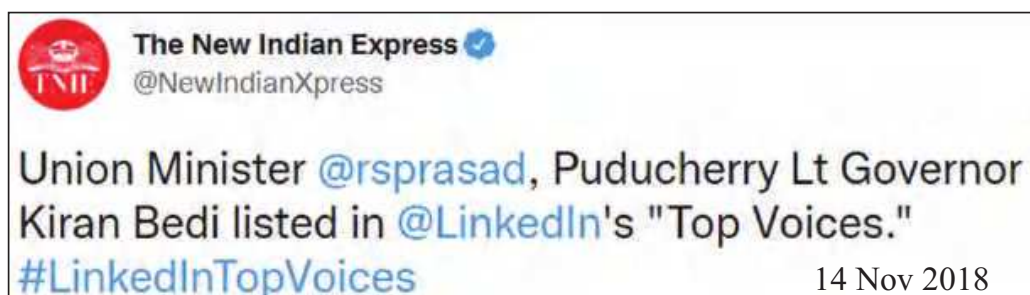 TNIE
The New Indian Express
@NewIndianXpress
Union Minister @rsprasad, Puducherry Lt Governor
Kiran Bedi listed in @LinkedIn's "Top Voices."
#LinkedInTopVoices
14 Nov 2018